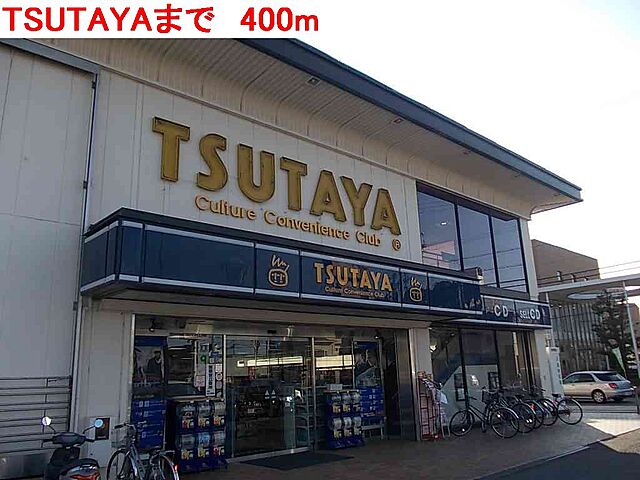 TSUTAYAまで 400m
TSUTAYA
Culture Convenience Club ®
TSUTAYA
Culture Convenience Club
CD
SELL CD